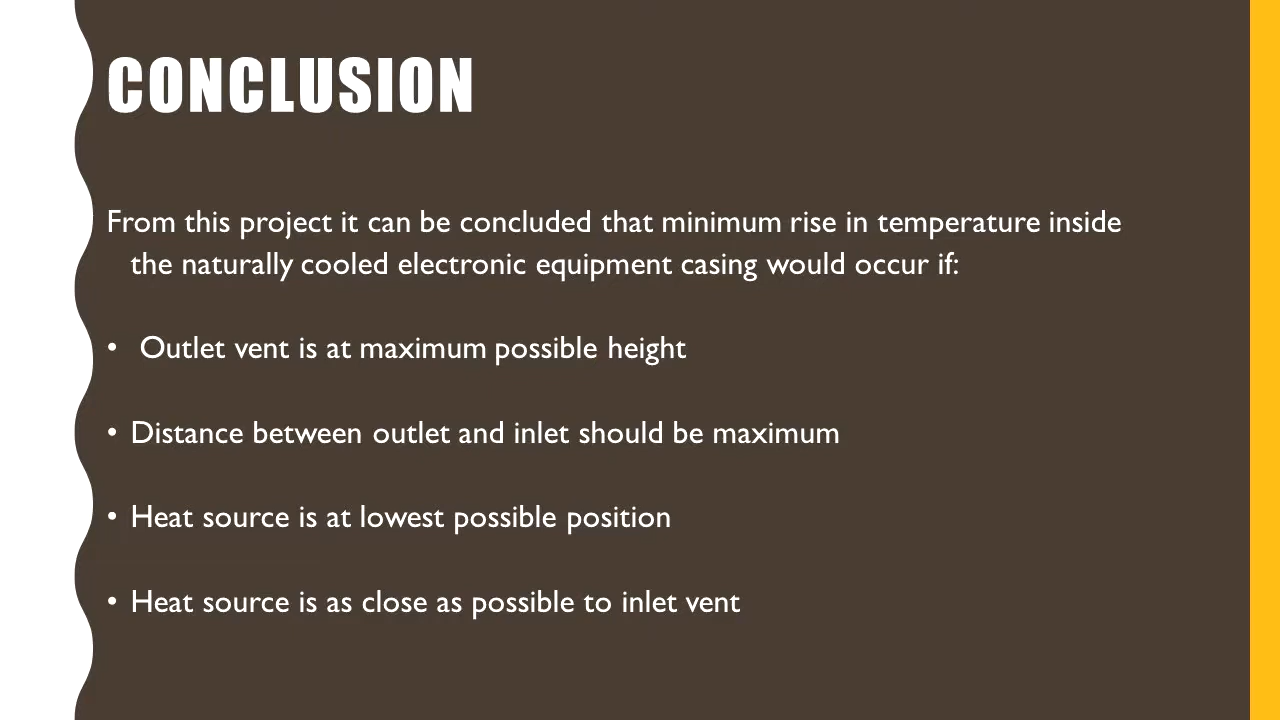 CONCLUSION
From this project it can be concluded that minimum rise in temperature inside
the naturally cooled electronic equipment casing would occur if:
• Outlet vent is at maximum possible height
• Distance between outlet and inlet should be maximum
• Heat source is at lowest possible position
• Heat source is as close as possible to inlet vent